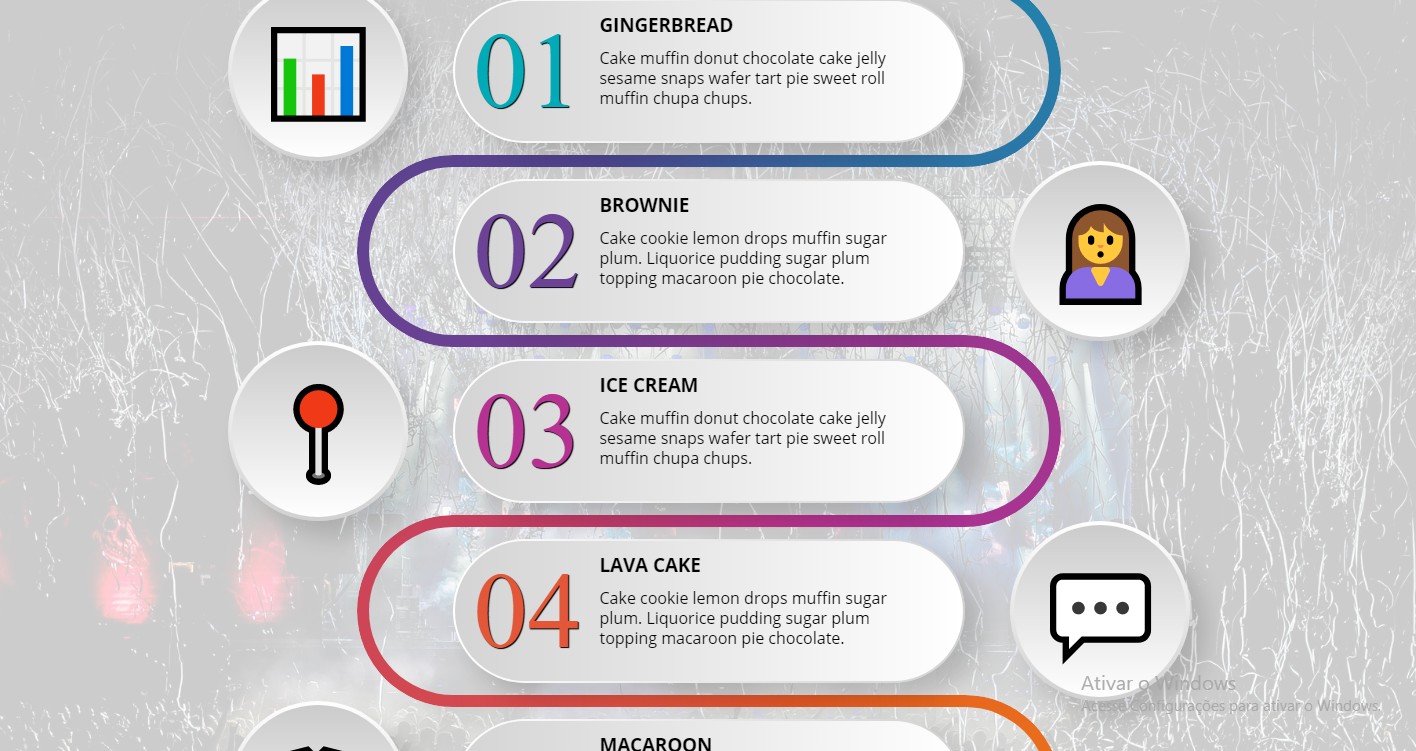 01
GINGERBREAD
Cake muffin donut chocolate cake jelly
sesame snaps wafer tart pie sweet roll
muffin chupa chups.
02
BROWNIE
Cake cookie lemon drops muffin sugar
plum. Liquorice pudding sugar plum
topping macaroon pie chocolate.
03
ICE CREAM
Cake muffin donut chocolate cake jelly
sesame snaps wafer tart pie sweet roll
muffin chupa chups.
04
LAVA CAKE
Cake cookie lemon drops muffin sugar
plum. Liquorice pudding sugar plum
topping macaroon pie chocolate.
Ativar o Windows
Acesse Configurações para ativar o Windows.
MACAROON